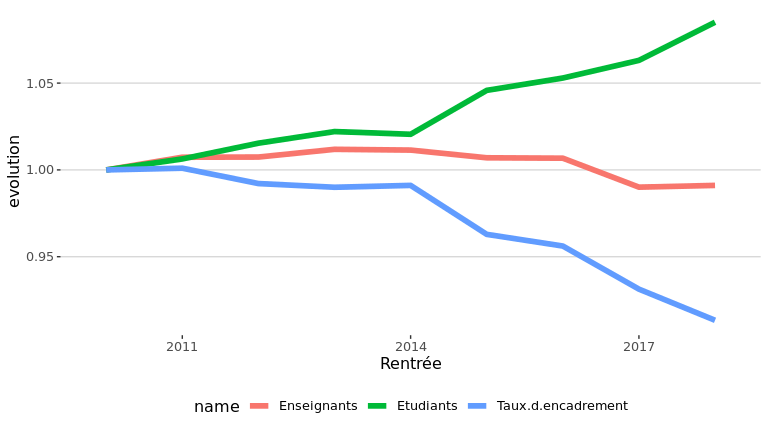 evolution
1.05
1.00
0.95
2011 2014 2017
Rentrée
name Enseignants Etudiants Taux.d.encadrement